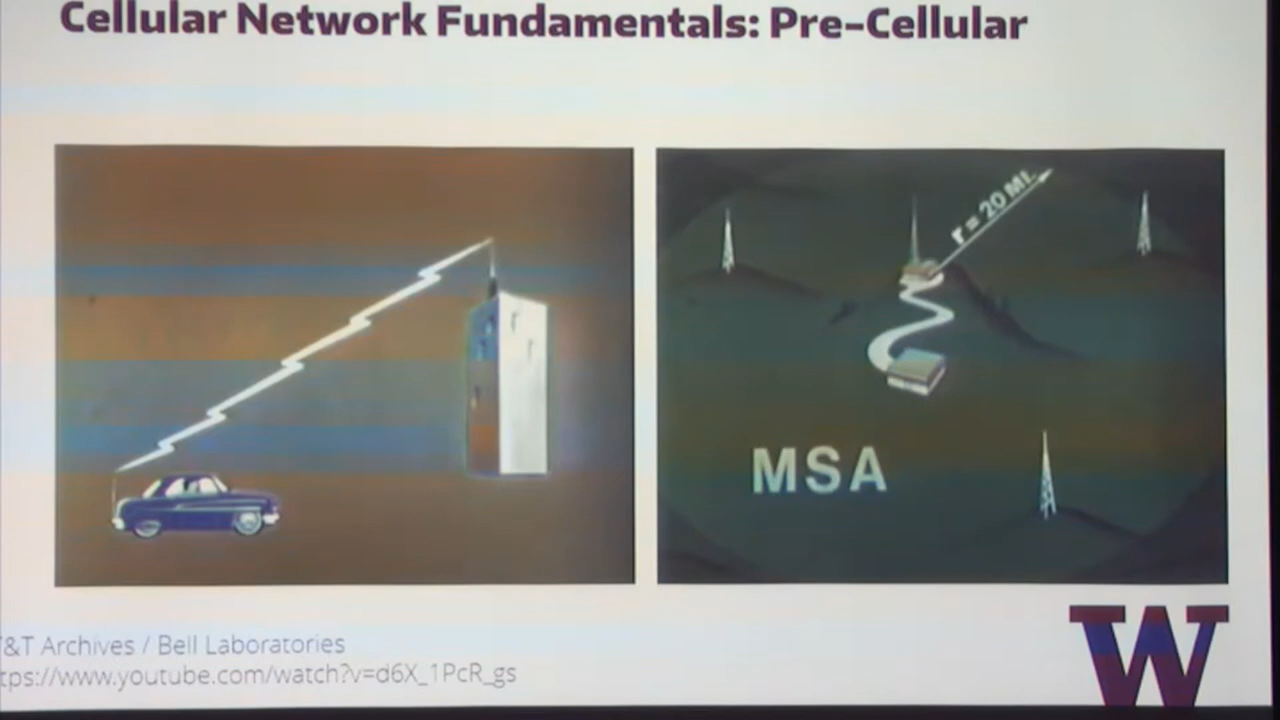 Cellular Network Fundamentals: Pre-Cellular
r = 20 MI.
MSA
T&T Archives / Bell Laboratories
tps://www.youtube.com/watch?v=d6X_1PcR_gs
W